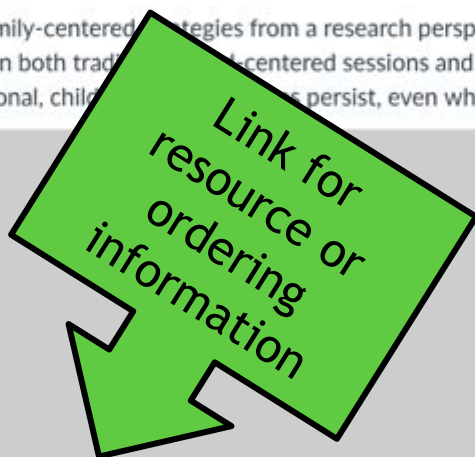 mily-centered strategies from a research persp
n both trad -centered sessions and
onal, child persist, even wh
Link for
resource or
ordering
information